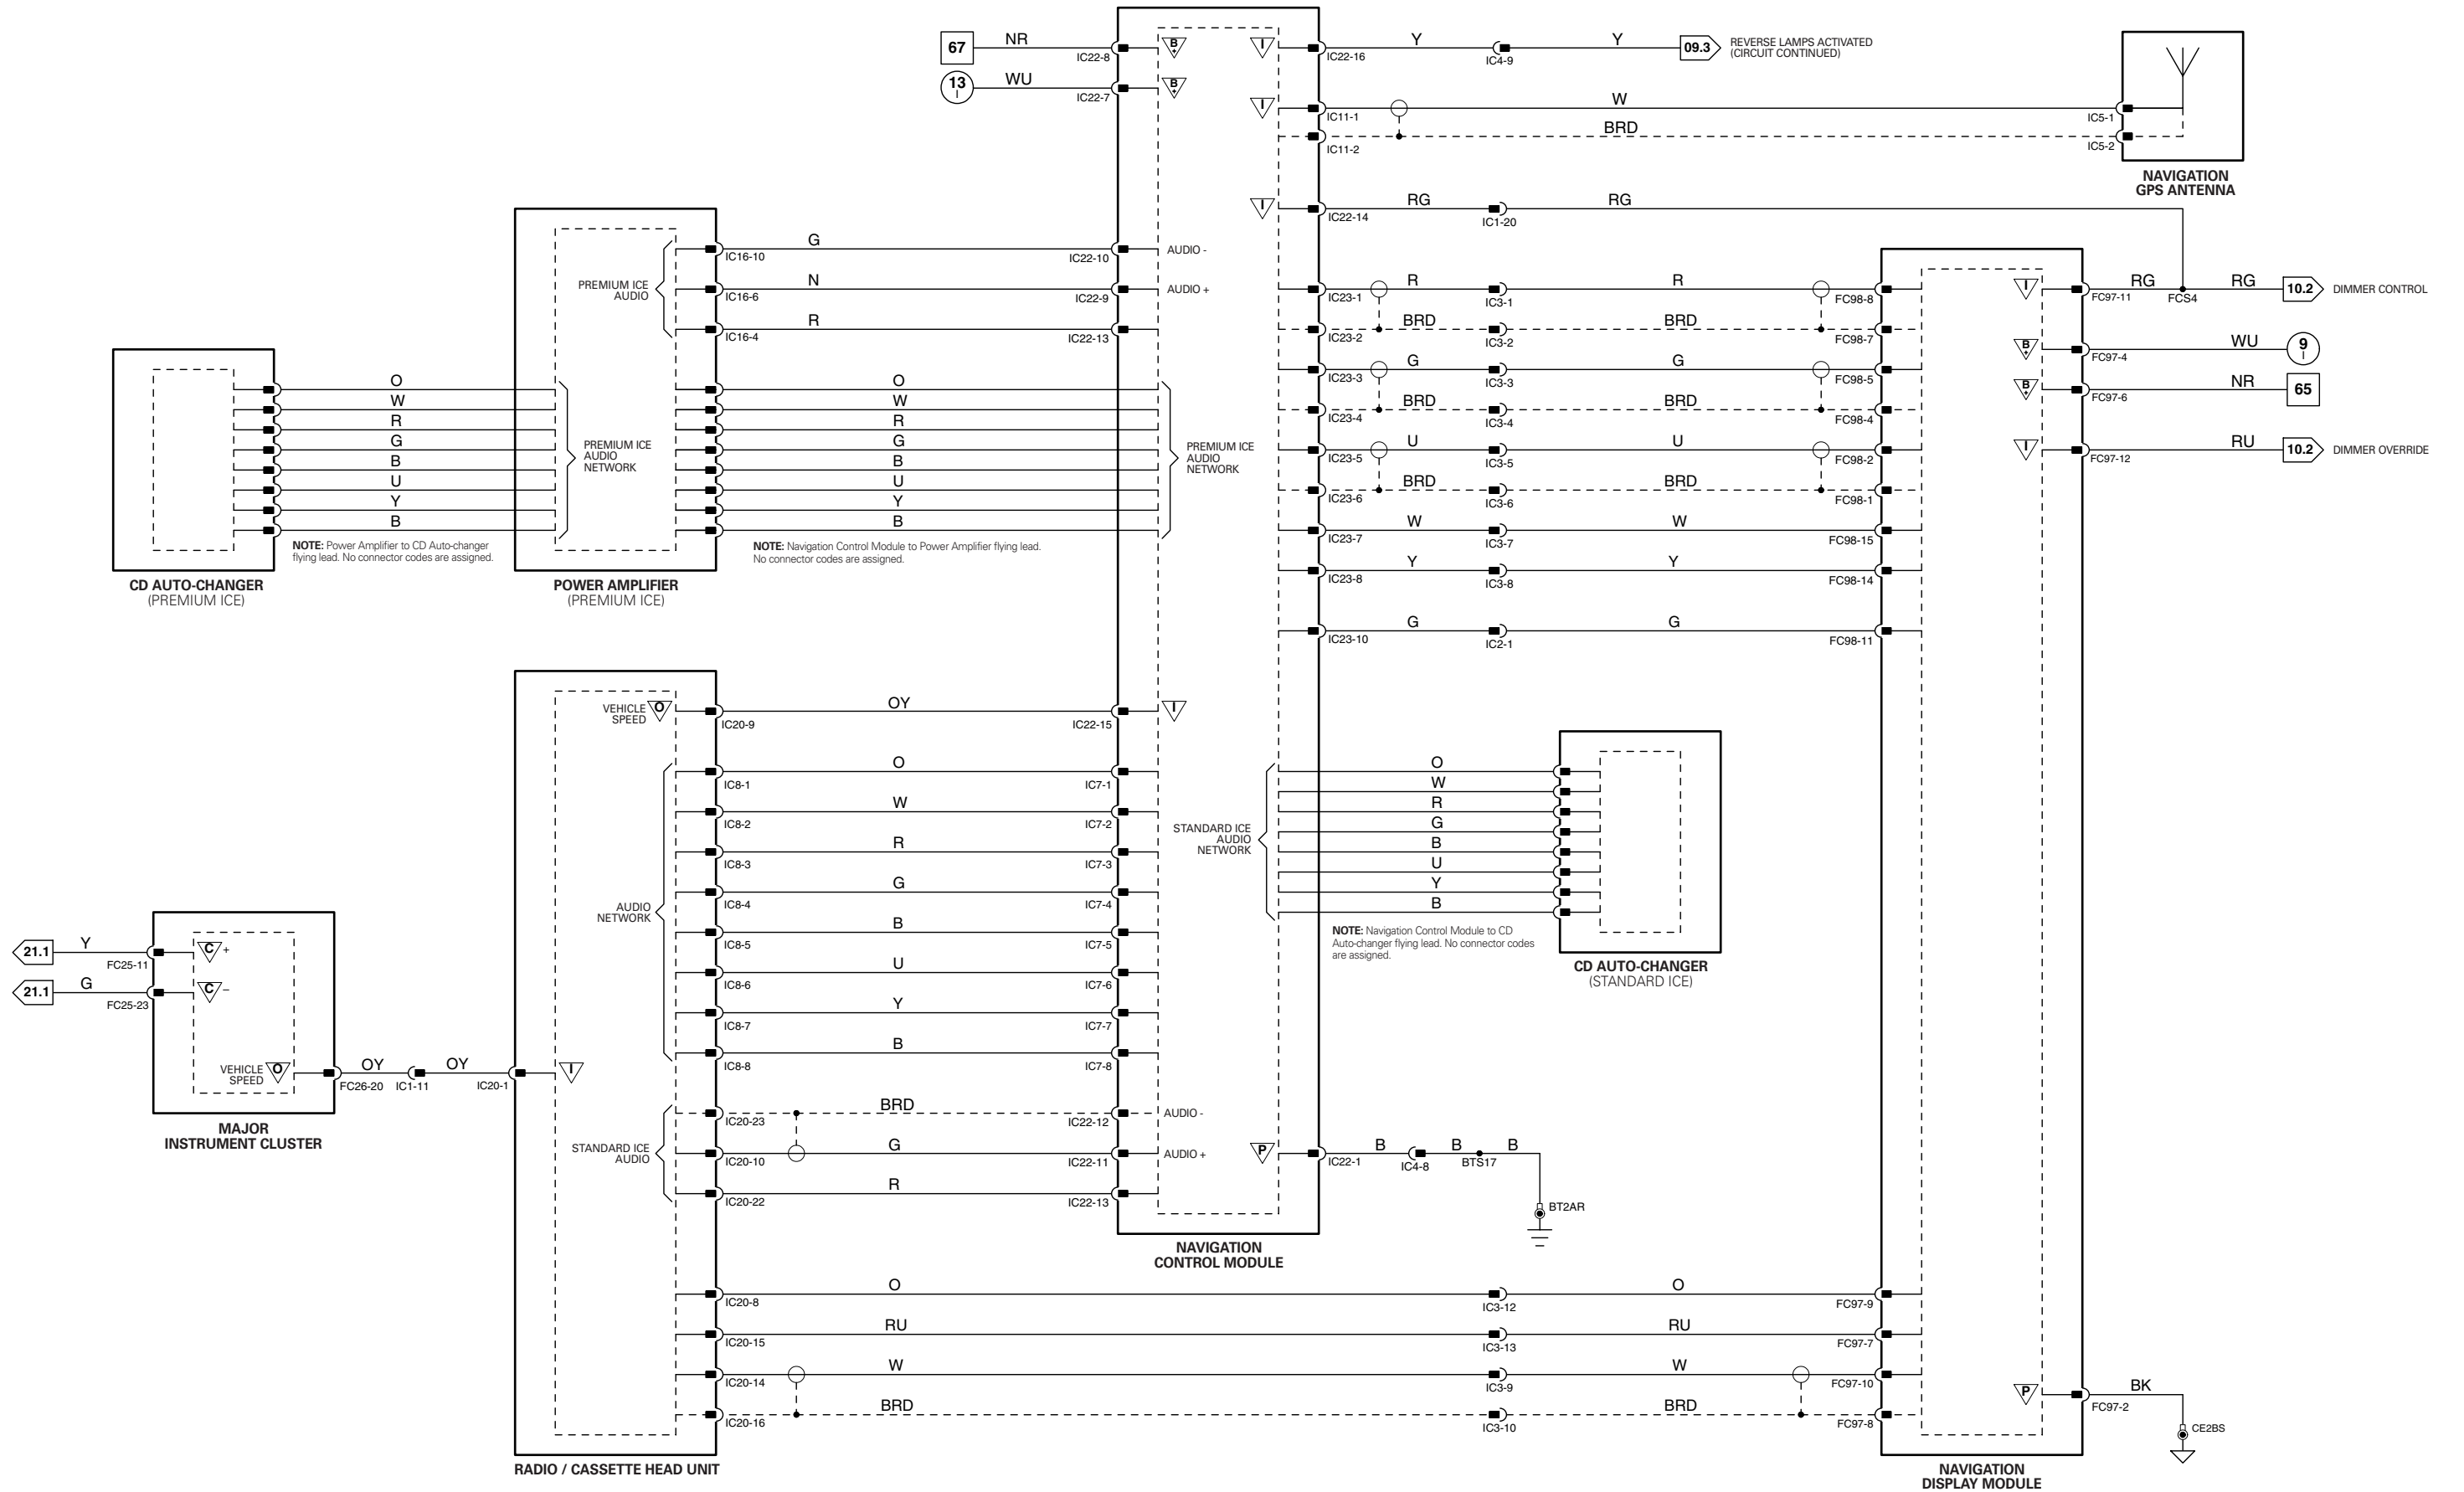 67
NR
IC22-8
B
+
13
I
WU
IC22-7
B
+
I
IC22-16
Y
IC4-9
Y
09.3
REVERSE LAMPS ACTIVATED
(CIRCUIT CONTINUED)
I
IC11-1
W
IC5-1
IC11-2
BRD
IC5-2
NAVIGATION
GPS ANTENNA
I
IC22-14
RG
IC1-20
RG
PREMIUM ICE
AUDIO
IC16-10
G
IC22-10
AUDIO -
IC16-6
N
IC22-9
AUDIO +
IC16-4
R
IC22-13
IC23-1
R
IC3-1
R
FC98-8
IC23-2
BRD
IC3-2
BRD
FC98-7
IC23-3
G
IC3-3
G
FC98-5
IC23-4
BRD
IC3-4
BRD
FC98-4
IC23-5
U
IC3-5
U
FC98-2
IC23-6
BRD
IC3-6
BRD
FC98-1
IC23-7
W
IC3-7
W
FC98-15
IC23-8
Y
IC3-8
Y
FC98-14
IC23-10
G
IC2-1
G
FC98-11
I
FC97-11
RG
FCS4
RG
10.2
DIMMER CONTROL
B
+
FC97-4
WU
9
I
B
+
FC97-6
NR
65
I
FC97-12
RU
10.2
DIMMER OVERRIDE
O
W
R
G
B
U
Y
B
PREMIUM ICE
AUDIO
NETWORK
O
W
R
G
B
U
Y
B
PREMIUM ICE
AUDIO
NETWORK
NOTE: Power Amplifier to CD Auto-changer
flying lead. No connector codes are assigned.
NOTE: Navigation Control Module to Power Amplifier flying lead.
No connector codes are assigned.
CD AUTO-CHANGER
(PREMIUM ICE)
POWER AMPLIFIER
(PREMIUM ICE)
VEHICLE
SPEED
O
IC20-9
OY
IC22-15
I
AUDIO
NETWORK
IC8-1
O
IC7-1
IC8-2
W
IC7-2
IC8-3
R
IC7-3
IC8-4
G
IC7-4
IC8-5
B
IC7-5
IC8-6
U
IC7-6
IC8-7
Y
IC7-7
IC8-8
B
IC7-8
STANDARD ICE
AUDIO
NETWORK
O
W
R
G
B
U
Y
B
NOTE: Navigation Control Module to CD
Auto-changer flying lead. No connector codes
are assigned.
CD AUTO-CHANGER
(STANDARD ICE)
21.1
Y
FC25-11
C
+
21.1
G
FC25-23
C
–
VEHICLE
SPEED
O
FC26-20
OY
IC1-11
OY
IC20-1
I
MAJOR
INSTRUMENT CLUSTER
STANDARD ICE
AUDIO
IC20-23
BRD
IC22-12
AUDIO -
IC20-10
G
IC22-11
AUDIO +
IC20-22
R
IC22-13
P
IC22-1
B
IC4-8
B
BTS17
B
BT2AR
NAVIGATION
CONTROL MODULE
IC20-8
O
IC3-12
O
FC97-9
IC20-15
RU
IC3-13
RU
FC97-7
IC20-14
W
IC3-9
W
FC97-10
IC20-16
BRD
IC3-10
BRD
FC97-8
P
FC97-2
BK
CE2BS
RADIO / CASSETTE HEAD UNIT
NAVIGATION
DISPLAY MODULE